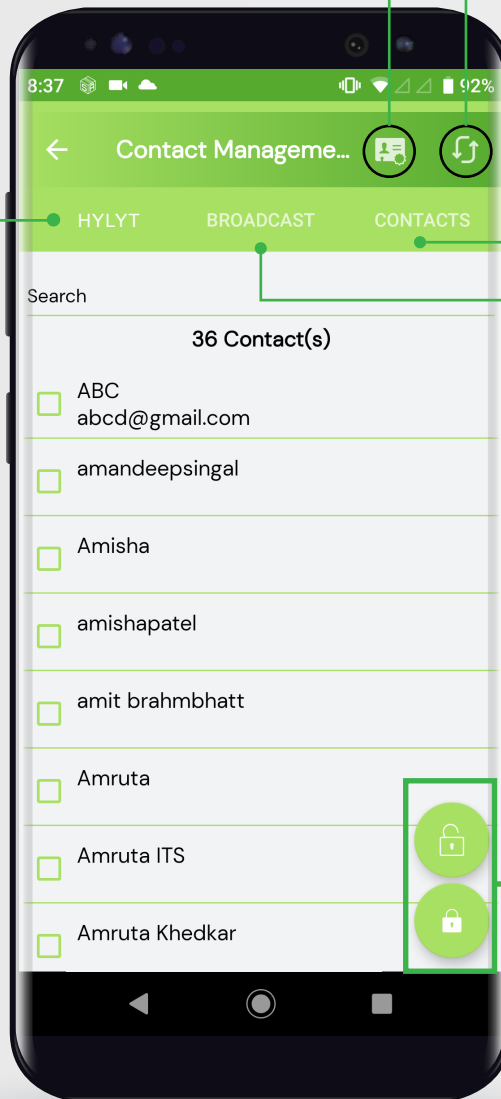 8:37 92%
Contact Manageme...
HYLYT BROADCAST CONTACTS
Search
36 Contact(s)
ABC
abcd@gmail.com
amandeepsingal
Amisha
amishapatel
amit brahmbhatt
Amruta
Amruta ITS
Amruta Khedkar